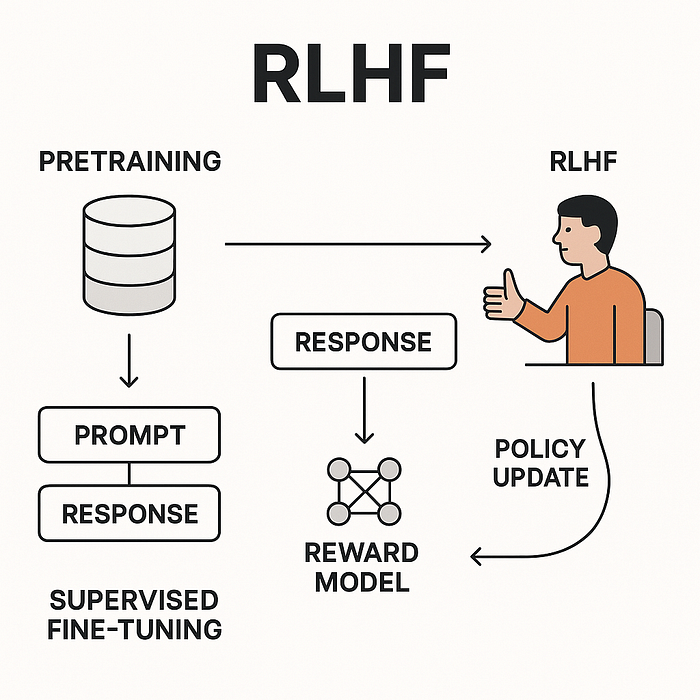 RLHF
PRETRAINING
RLHF
RESPONSE
PROMPT
RESPONSE
POLICY
UPDATE
REWARD
MODEL
SUPERVISED
FINE-TUNING